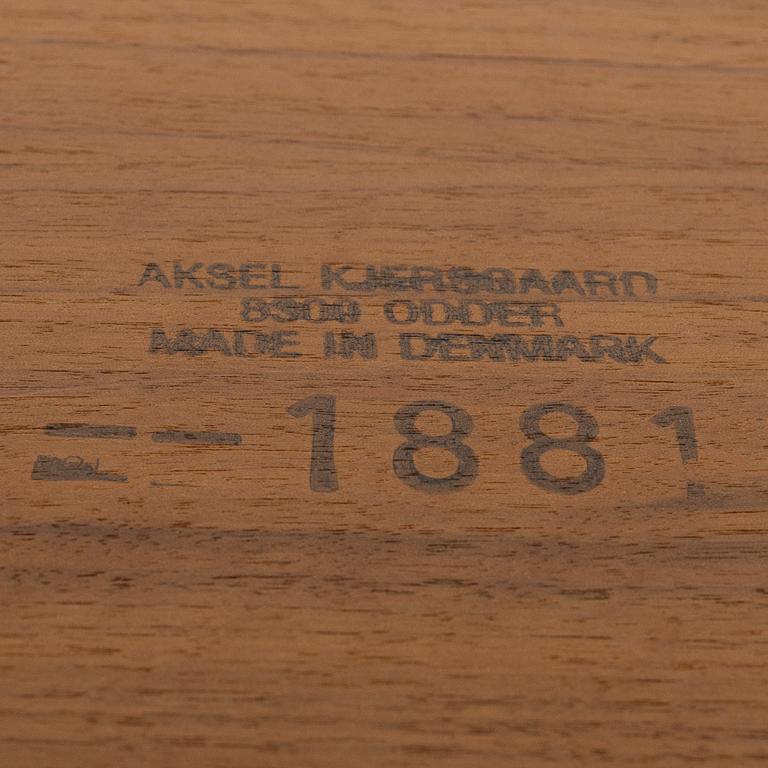 AKSEL KJERSGAARD
8300 ODDER
MADE IN DENMARK
--1881